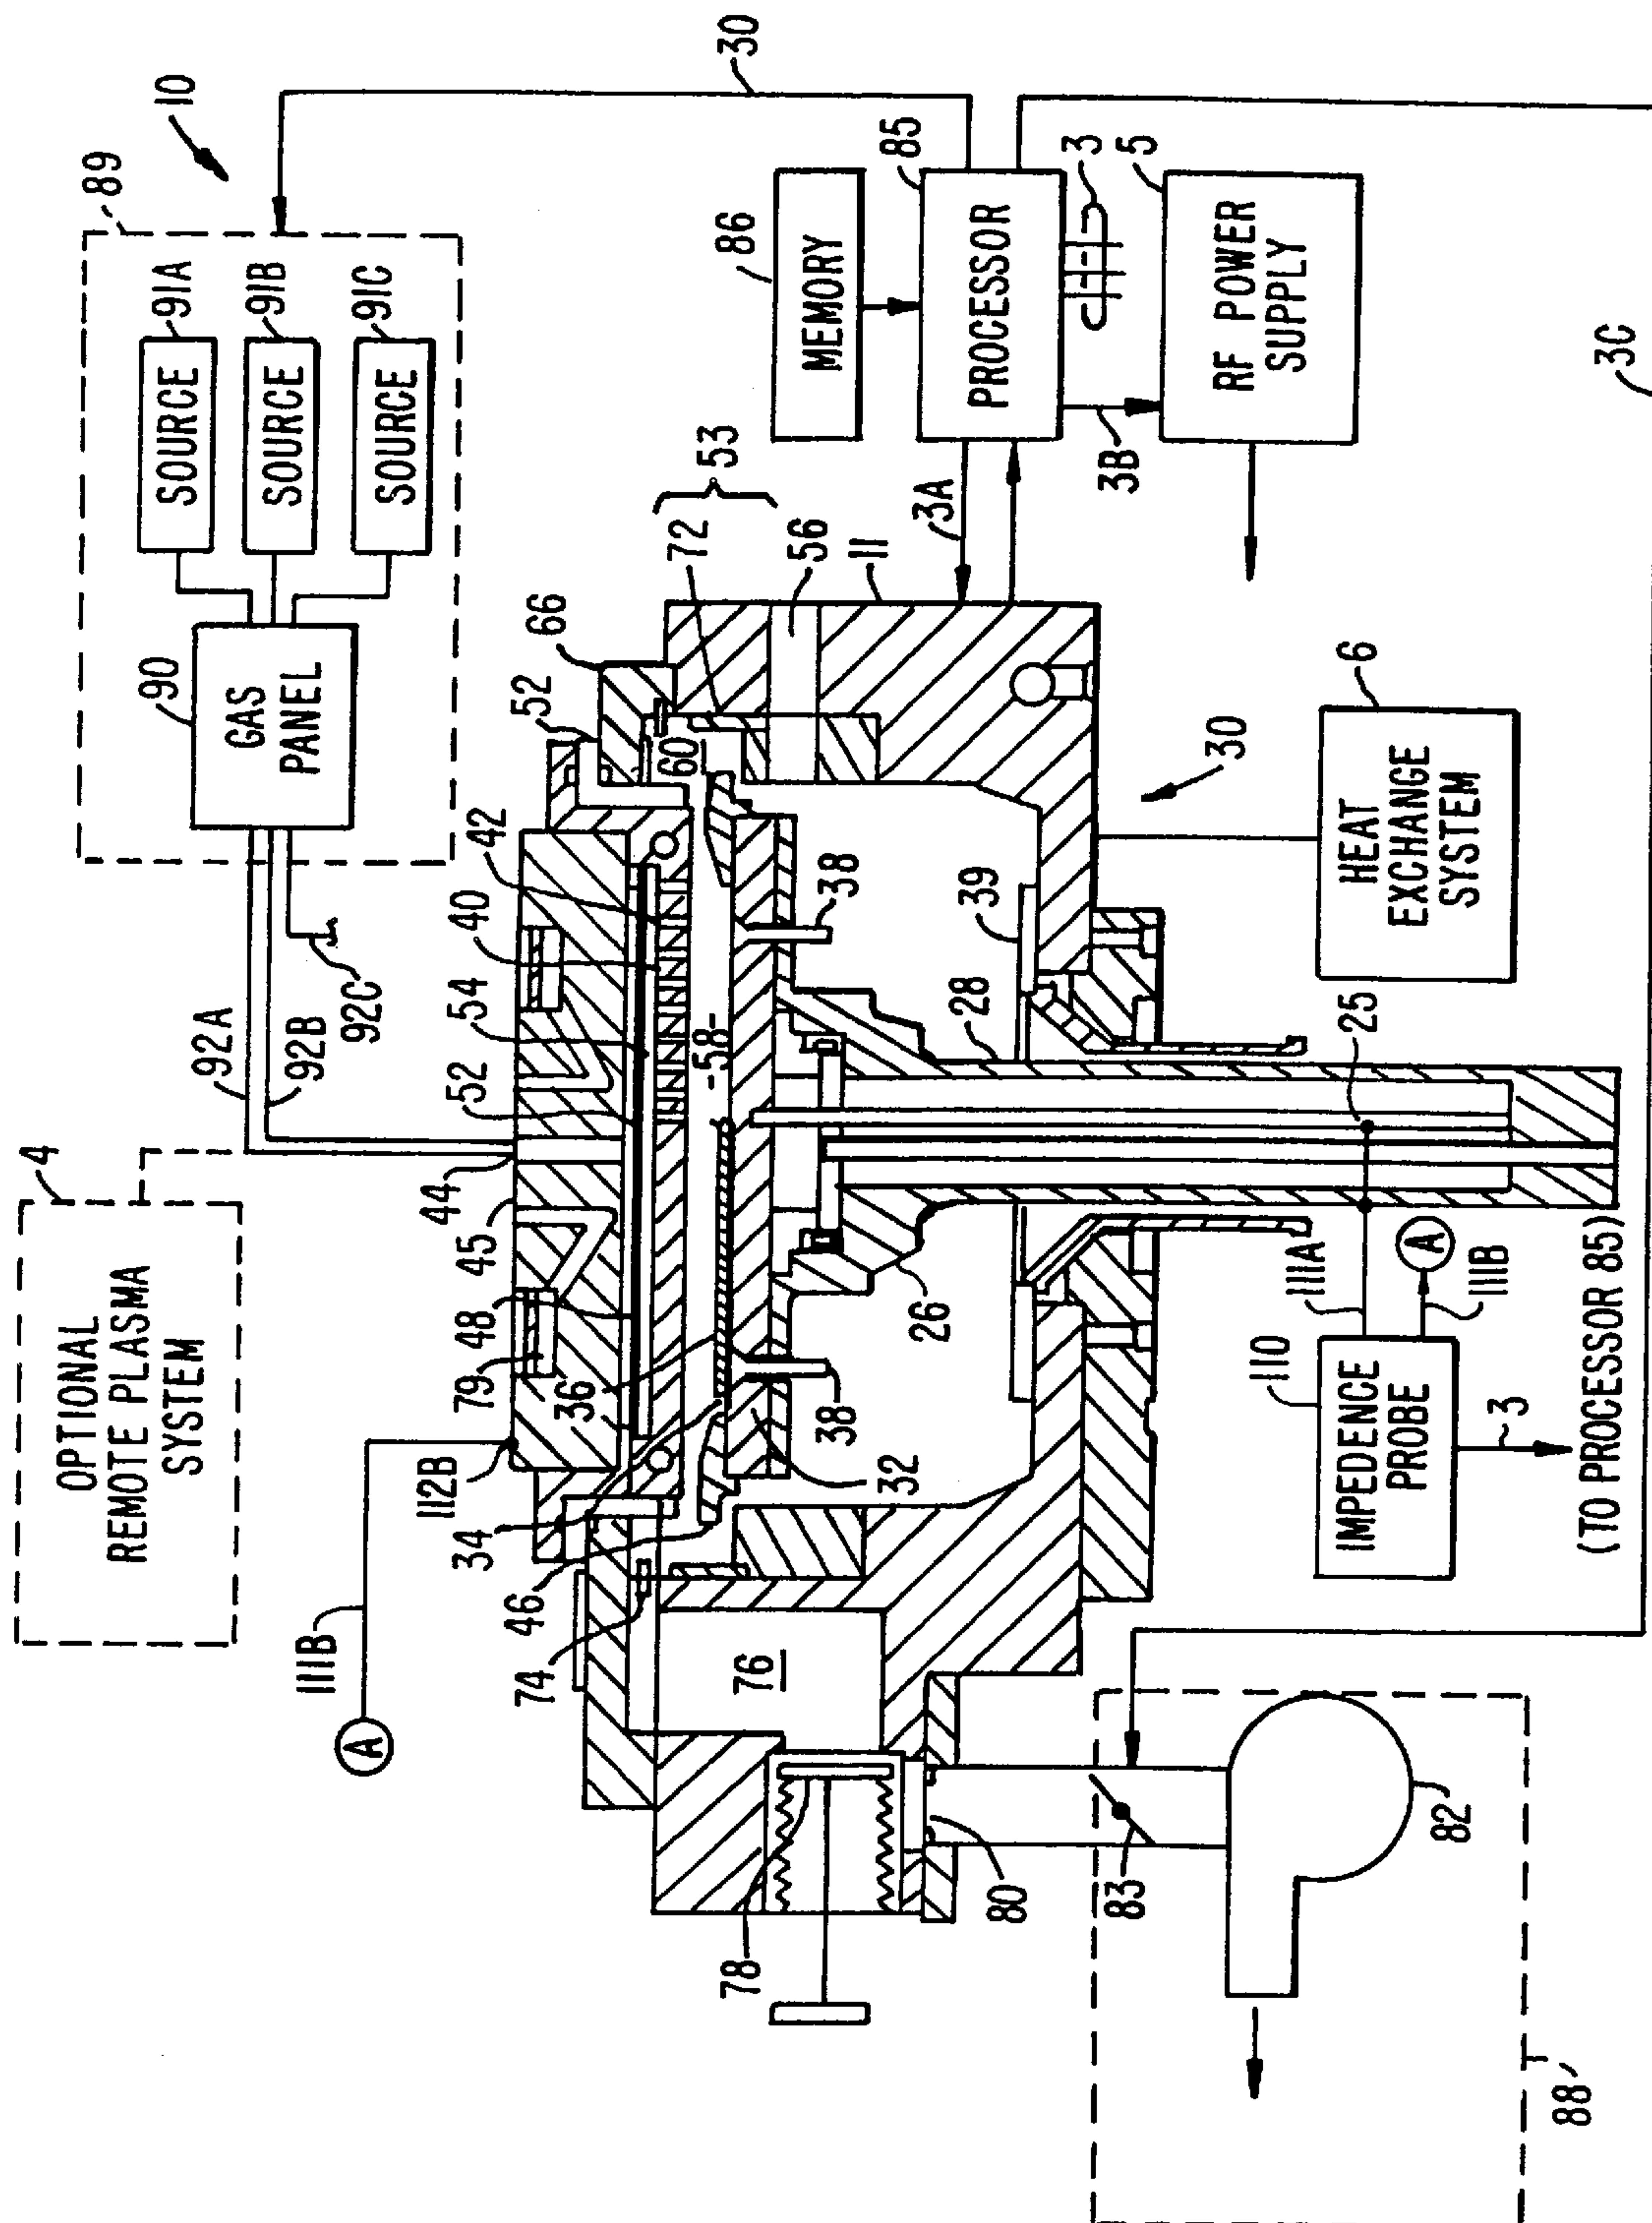 10
89
SOURCE
91A
SOURCE
91B
SOURCE
91C
90
GAS
PANEL
92A
92B
92C
4
OPTIONAL
REMOTE PLASMA
SYSTEM
111B
A
112B
30
86
MEMORY
85
PROCESSOR
3
5
RF POWER
SUPPLY
3A
3B
3C
53
72
56
11
66
52
60
42
40
54
52
44
45
48
79
36
34
46
74
76
78
-58-
38
38
39
28
26
32
25
30
6
HEAT
EXCHANGE
SYSTEM
111A
A
111B
110
IMPEDENCE
PROBE
3
(TO PROCESSOR 85)
80
83
82
88